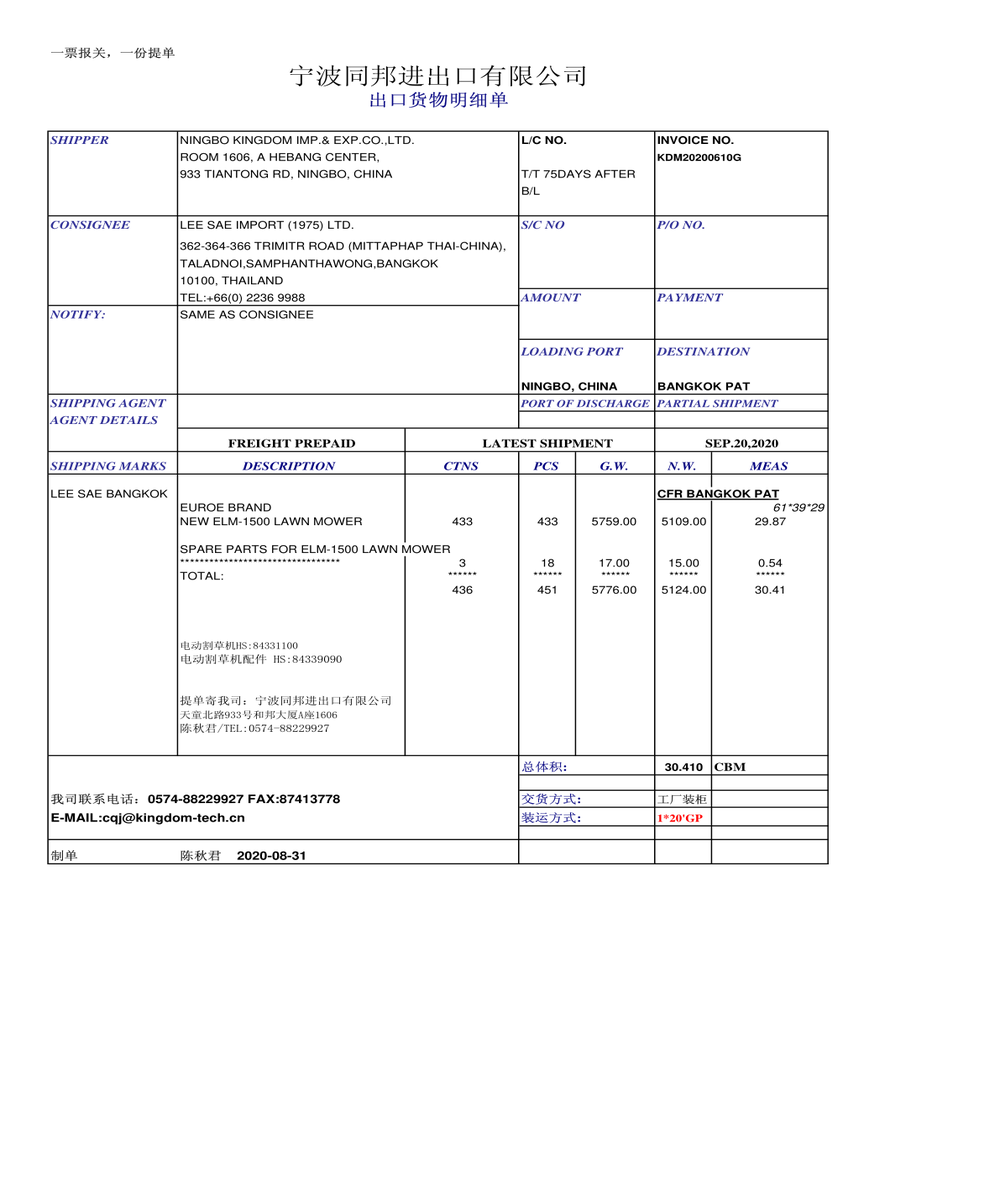 一票报关，一份提单
宁波同邦进出口有限公司
出口货物明细单
SHIPPER NINGBO KINGDOM IMP.& EXP.CO.,LTD. L/C NO. INVOICE NO.
ROOM 1606, A HEBANG CENTER, KDM20200610G
933 TIANTONG RD, NINGBO, CHINA T/T 75DAYS AFTER
B/L
CONSIGNEE LEE SAE IMPORT (1975) LTD. S/C NO P/O NO.
362-364-366 TRIMITR ROAD (MITTAPHAP THAI-CHINA),
TALADNOI,SAMPHANTHAWONG,BANGKOK
10100, THAILAND
TEL:+66(0) 2236 9988 AMOUNT PAYMENT
NOTIFY: SAME AS CONSIGNEE
LOADING PORT DESTINATION
NINGBO, CHINA BANGKOK PAT
SHIPPING AGENT PORT OF DISCHARGE PARTIAL SHIPMENT
AGENT DETAILS
FREIGHT PREPAID LATEST SHIPMENT SEP.20,2020
SHIPPING MARKS DESCRIPTION CTNS PCS G.W. N.W. MEAS
LEE SAE BANGKOK CFR BANGKOK PAT
EUROE BRAND 61*39*29
NEW ELM-1500 LAWN MOWER 433 433 5759.00 5109.00 29.87
SPARE PARTS FOR ELM-1500 LAWN MOWER
******************************** 3 18 17.00 15.00 0.54
TOTAL: ****** ****** ****** ****** ******
436 451 5776.00 5124.00 30.41
电动割草机HS:84331100
电动割草机配件 HS:84339090
提单寄我司：宁波同邦进出口有限公司
天童北路933号和邦大厦A座1606
陈秋君/TEL:0574-88229927
总体积： 30.410 CBM
我司联系电话：0574-88229927 FAX:87413778 交货方式： 工厂装柜
E-MAIL:cqj@kingdom-tech.cn 装运方式： 1*20'GP
制单 陈秋君 2020-08-31